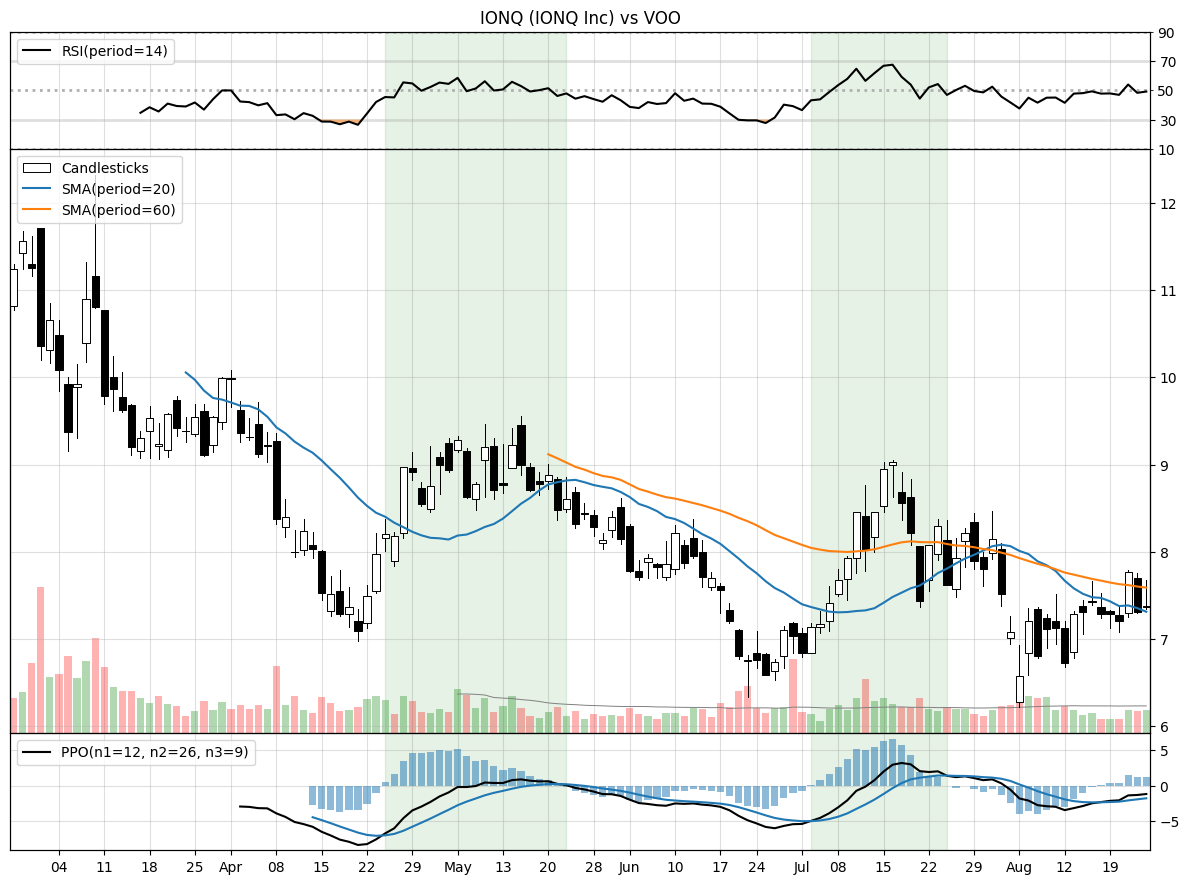 IONQ (IONQ Inc) vs VOO
RSI(period=14)
90
70
50
30
10
Candlesticks
SMA(period=20)
SMA(period=60)
12
11
10
9
8
7
6
PPO(n1=12, n2=26, n3=9)
5
0
−5
04 11 18 25 Apr 08 15 22 29 May 13 20 28 Jun 10 17 24 Jul 08 15 22 29 Aug 12 19